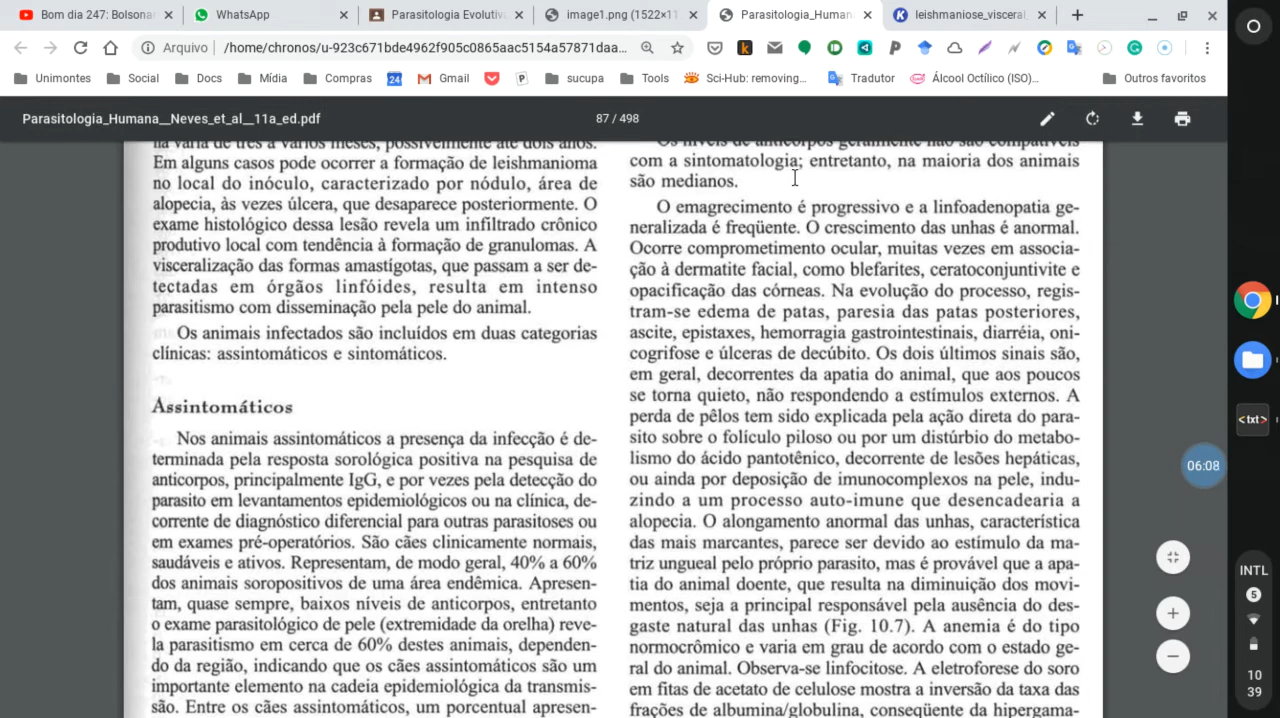 Bom dia 247: Bolsona
WhatsApp
Parasitologia Evolutiv
image1.png (1522×11
Parasitologia_Human
leishmaniose_visceral
Arquivo
/home/chronos/u-923c671bde4962f905c0865aac5154a57871daa...
Unimontes
Social
Docs
Mídia
Compras
24
Gmail
P
sucupa
Tools
Sci-Hub: removing...
Tradutor
Álcool Octílico (ISO)...
Outros favoritos
Parasitologia_Humana__Neves_et_al__11a_ed.pdf
87 / 498
na varia de três a vários meses, possivelmente até dois anos.
Em alguns casos pode ocorrer a formação de leishmanioma
no local do inóculo, caracterizado por nódulo, área de
alopecia, às vezes úlcera, que desaparece posteriormente. O
exame histológico dessa lesão revela um infiltrado crônico
produtivo local com tendência à formação de granulomas. A
visceralização das formas amastígotas, que passam a ser de-
tectadas em órgãos linfóides, resulta em intenso
parasitismo com disseminação pela pele do animal.
Os animais infectados são incluídos em duas categorias
clínicas: assintomáticos e sintomáticos.
Assintomáticos
Nos animais assintomáticos a presença da infecção é de-
terminada pela resposta sorológica positiva na pesquisa de
anticorpos, principalmente IgG, e por vezes pela detecção do
parasito em levantamentos epidemiológicos ou na clínica, de-
corrente de diagnóstico diferencial para outras parasitoses ou
em exames pré-operatórios. São cães clinicamente normais,
saudáveis e ativos. Representam, de modo geral, 40% a 60%
dos animais soropositivos de uma área endêmica. Apresen-
tam, quase sempre, baixos níveis de anticorpos, entretanto
o exame parasitológico de pele (extremidade da orelha) reve-
la parasitismo em cerca de 60% destes animais, dependen-
do da região, indicando que os cães assintomáticos são um
importante elemento na cadeia epidemiológica da transmis-
são. Entre os cães assintomáticos, um porcentual apresen-
Os níveis de anticorpos geralmente não são compatíveis
com a sintomatologia; entretanto, na maioria dos animais
são medianos.
O emagrecimento é progressivo e a linfoadenopatia ge-
neralizada é freqüente. O crescimento das unhas é anormal.
Ocorre comprometimento ocular, muitas vezes em associa-
ção à dermatite facial, como blefarites, ceratoconjuntivite e
opacificação das córneas. Na evolução do processo, regis-
tram-se edema de patas, paresia das patas posteriores,
ascite, epistaxes, hemorragia gastrointestinais, diarréia, oni-
cogrifose e úlceras de decúbito. Os dois últimos sinais são,
em geral, decorrentes da apatia do animal, que aos poucos
se torna quieto, não respondendo a estímulos externos. A
perda de pêlos tem sido explicada pela ação direta do para-
sito sobre o folículo piloso ou por um distúrbio do metabo-
lismo do ácido pantotênico, decorrente de lesões hepáticas,
ou ainda por deposição de imunocomplexos na pele, indu-
zindo a um processo auto-imune que desencadearia a
alopecia. O alongamento anormal das unhas, característica
das mais marcantes, parece ser devido ao estímulo da ma-
triz ungueal pelo próprio parasito, mas é provável que a apa-
tia do animal doente, que resulta na diminuição dos movi-
mentos, seja a principal responsável pela ausência do des-
gaste natural das unhas (Fig. 10.7). A anemia é do tipo
normocrômico e varia em grau de acordo com o estado ge-
ral do animal. Observa-se linfocitose. A eletroforese do soro
em fitas de acetato de celulose mostra a inversão da taxa das
frações de albumina/globulina, conseqüente da hipergama-
<txt>
06:08
INTL
5
10
39